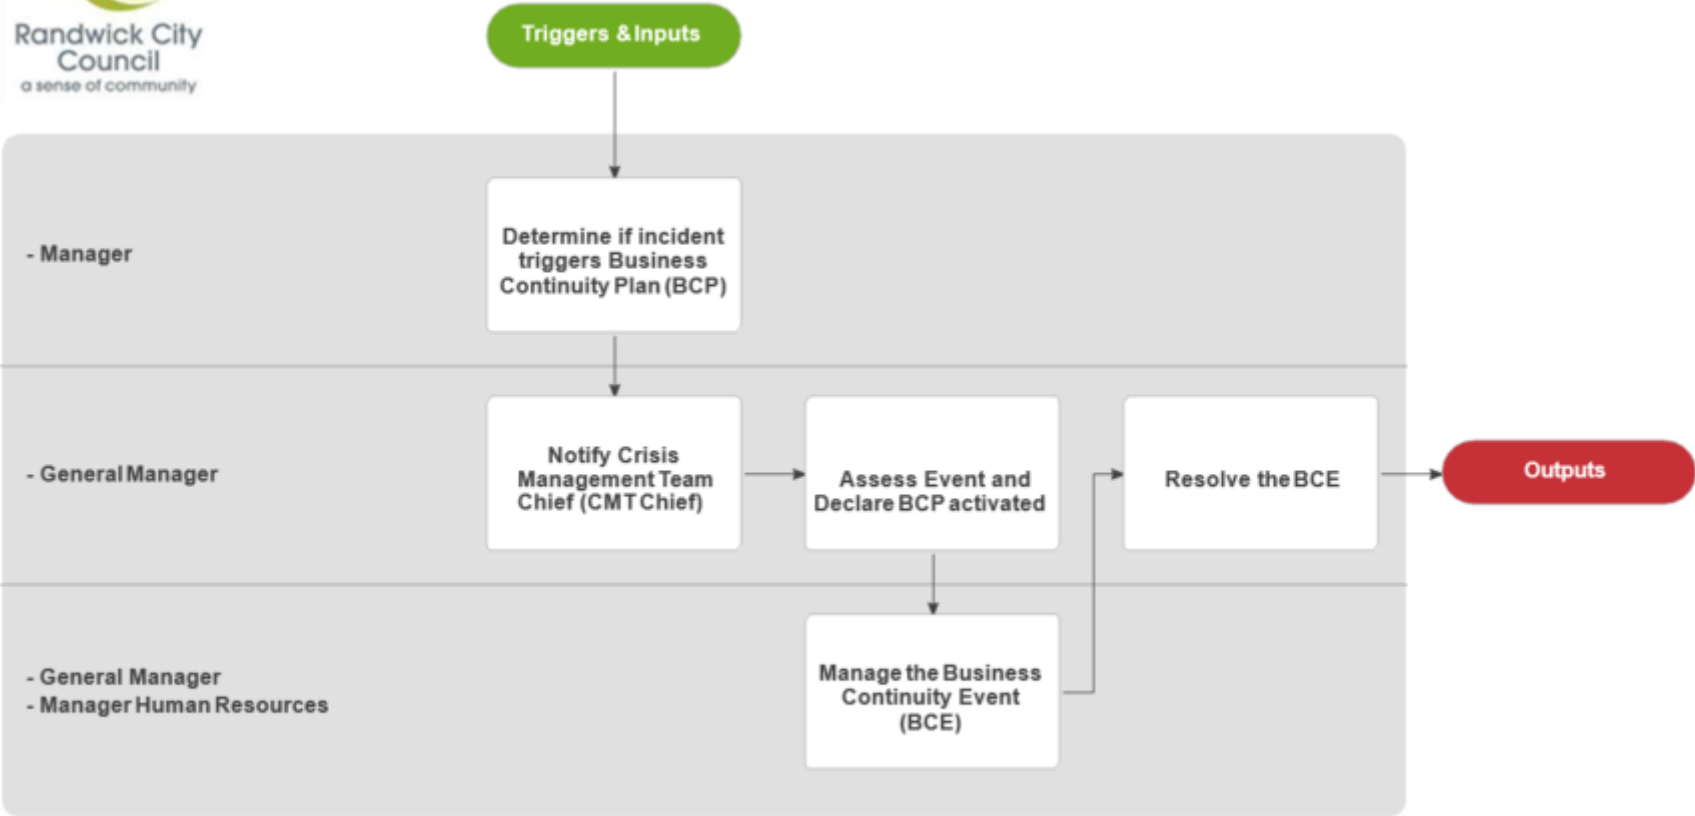 Randwick City
Council
a sense of community
Triggers & Inputs
- Manager
Determine if incident
triggers Business
Continuity Plan (BCP)
- General Manager
Notify Crisis
Management Team
Chief (CMT Chief)
Assess Event and
Declare BCP activated
Resolve the BCE
Outputs
- General Manager
- Manager Human Resources
Manage the Business
Continuity Event
(BCE)